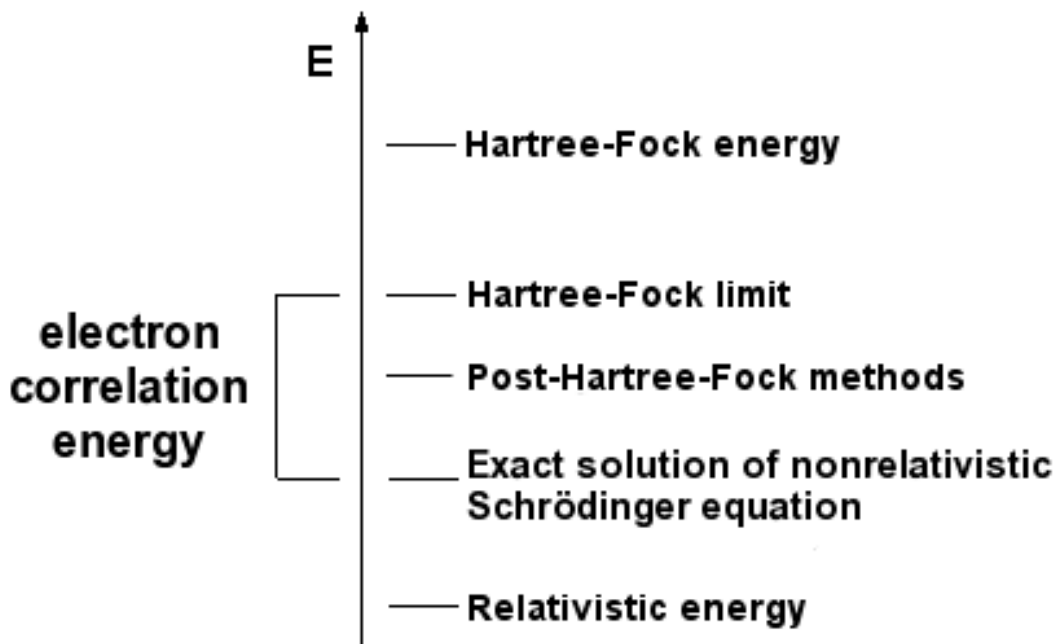 E
Hartree-Fock energy
Hartree-Fock limit
electron
correlation
energy
Post-Hartree-Fock methods
Exact solution of nonrelativistic
Schrödinger equation
Relativistic energy